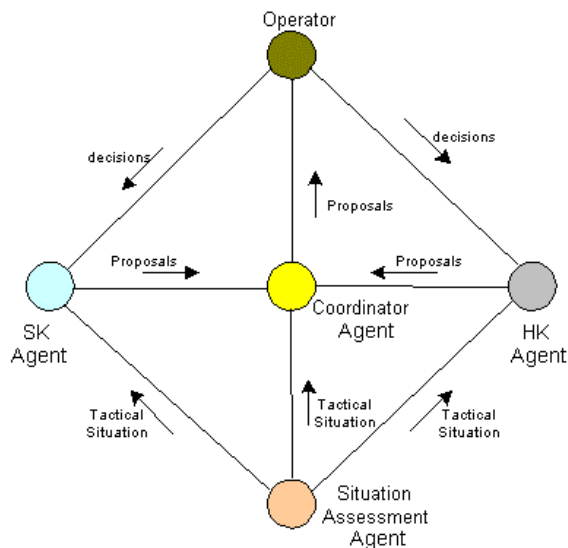 Operator
decisions
decisions
Proposals
Proposals
Proposals
SK
Agent
Coordinator
Agent
HK
Agent
Tactical
Situation
Tactical
Situation
Tactical
Situation
Situation
Assessment
Agent